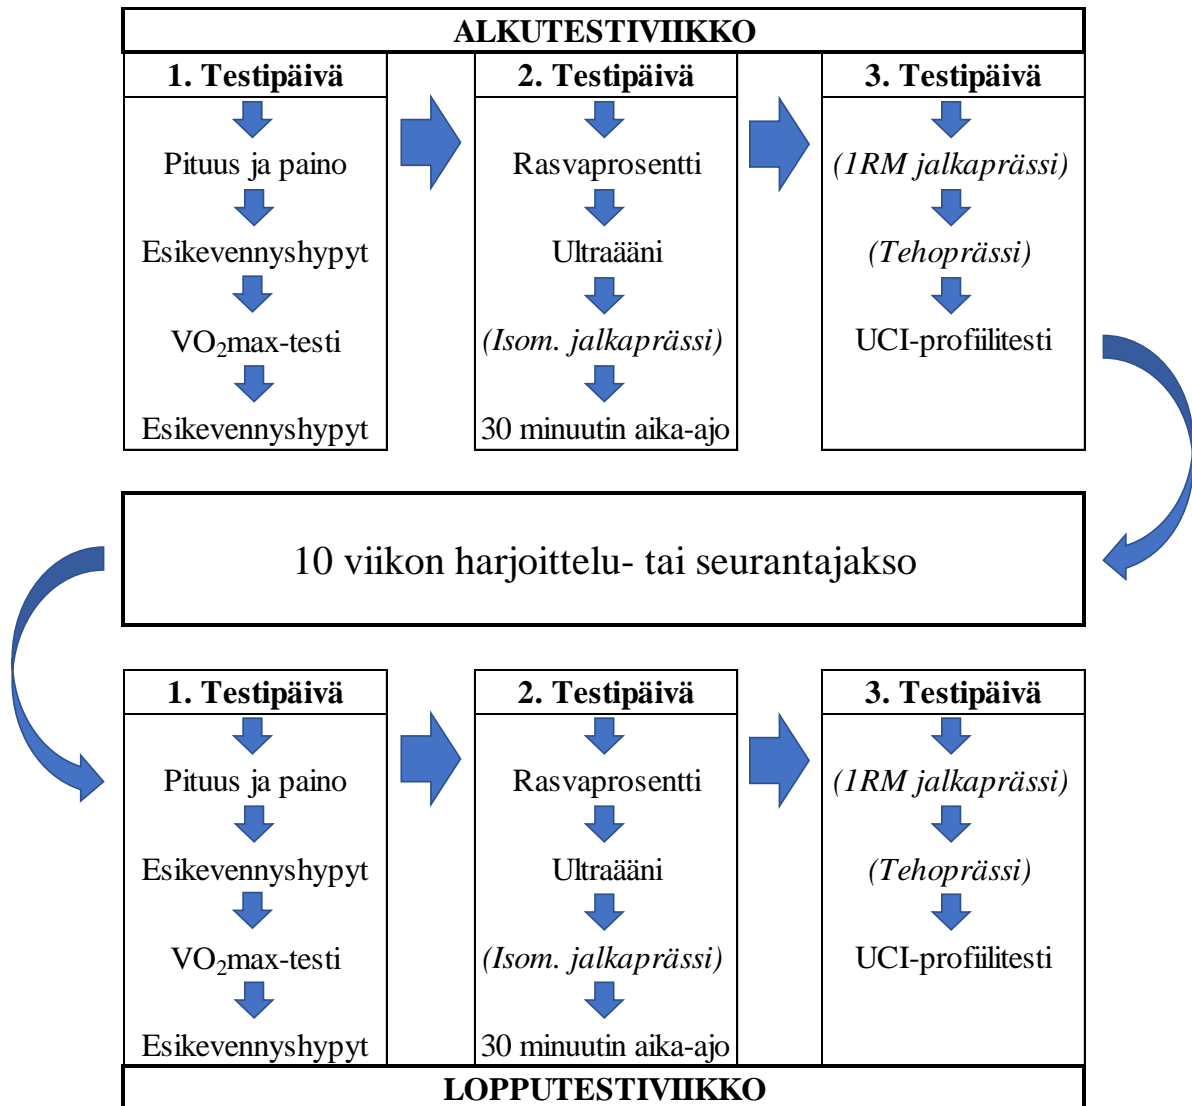 ALKUTESTIVIIKKO
1. Testipäivä
Pituus ja paino
Esikevennyshypyt
VO₂max-testi
Esikevennyshypyt
2. Testipäivä
Rasvaprosentti
Ultraääni
(Isom. jalkaprässi)
30 minuutin aika-ajo
3. Testipäivä
(1RM jalkaprässi)
(Tehoprässi)
UCI-profiilitesti
10 viikon harjoittelu- tai seurantajakso
1. Testipäivä
Pituus ja paino
Esikevennyshypyt
VO₂max-testi
Esikevennyshypyt
2. Testipäivä
Rasvaprosentti
Ultraääni
(Isom. jalkaprässi)
30 minuutin aika-ajo
3. Testipäivä
(1RM jalkaprässi)
(Tehoprässi)
UCI-profiilitesti
LOPPUTESTIVIIKKO